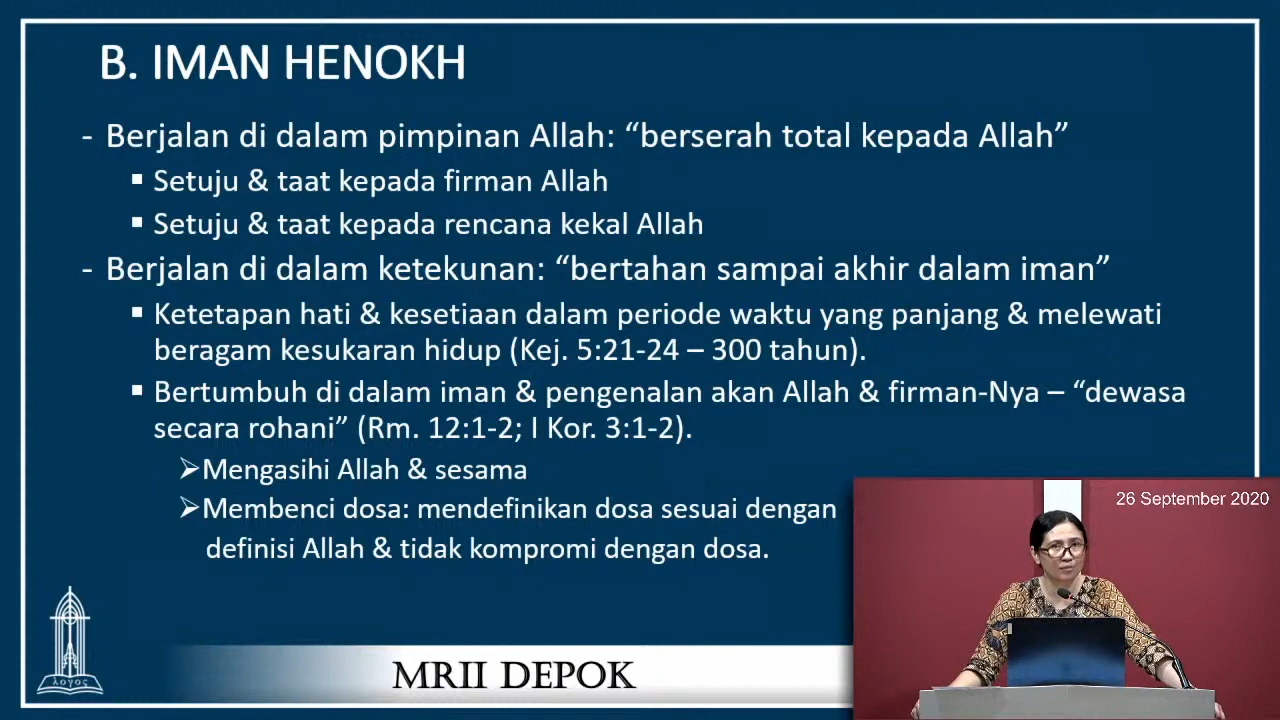 B. IMAN HENOKH
- Berjalan di dalam pimpinan Allah: “berserah total kepada Allah”
▪ Setuju & taat kepada firman Allah
▪ Setuju & taat kepada rencana kekal Allah
- Berjalan di dalam ketekunan: “bertahan sampai akhir dalam iman”
▪ Ketetapan hati & kesetiaan dalam periode waktu yang panjang & melewati
beragam kesukaran hidup (Kej. 5:21-24 – 300 tahun).
▪ Bertumbuh di dalam iman & pengenalan akan Allah & firman-Nya – “dewasa
secara rohani” (Rm. 12:1-2; I Kor. 3:1-2).
➢Mengasihi Allah & sesama
➢Membenci dosa: mendefinikan dosa sesuai dengan
definisi Allah & tidak kompromi dengan dosa.
26 September 2020
λογος
MRII DEPOK